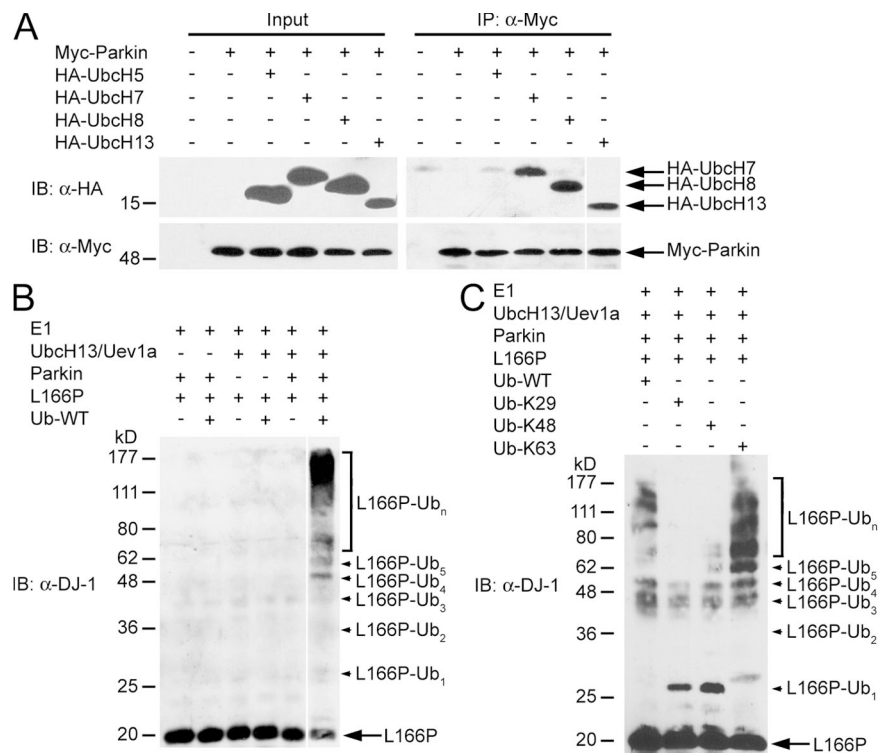 A
Input
IP: α-Myc
Myc-Parkin - + + + + + - + + + + +
HA-UbcH5 - - + - - - - - + - - -
HA-UbcH7 - - - + - - - - - + - -
HA-UbcH8 - - - - + - - - - - + -
HA-UbcH13 - - - - - + - - - - - +
IB: α-HA
15
HA-UbcH7
HA-UbcH8
HA-UbcH13
IB: α-Myc
48
Myc-Parkin
B
E1 + + + + + +
UbcH13/Uev1a - - + + + +
Parkin + + - - + +
L166P + + + + + +
Ub-WT - + - + - +
kD
177
111
80
62
48
36
25
20
IB: α-DJ-1
L166P-Ubn
L166P-Ub5
L166P-Ub4
L166P-Ub3
L166P-Ub2
L166P-Ub1
L166P
C
E1 + + + +
UbcH13/Uev1a + + + +
Parkin + + + +
L166P + + + +
Ub-WT + - - -
Ub-K29 - + - -
Ub-K48 - - + -
Ub-K63 - - - +
kD
177
111
80
62
48
36
25
20
IB: α-DJ-1
L166P-Ubn
L166P-Ub5
L166P-Ub4
L166P-Ub3
L166P-Ub2
L166P-Ub1
L166P